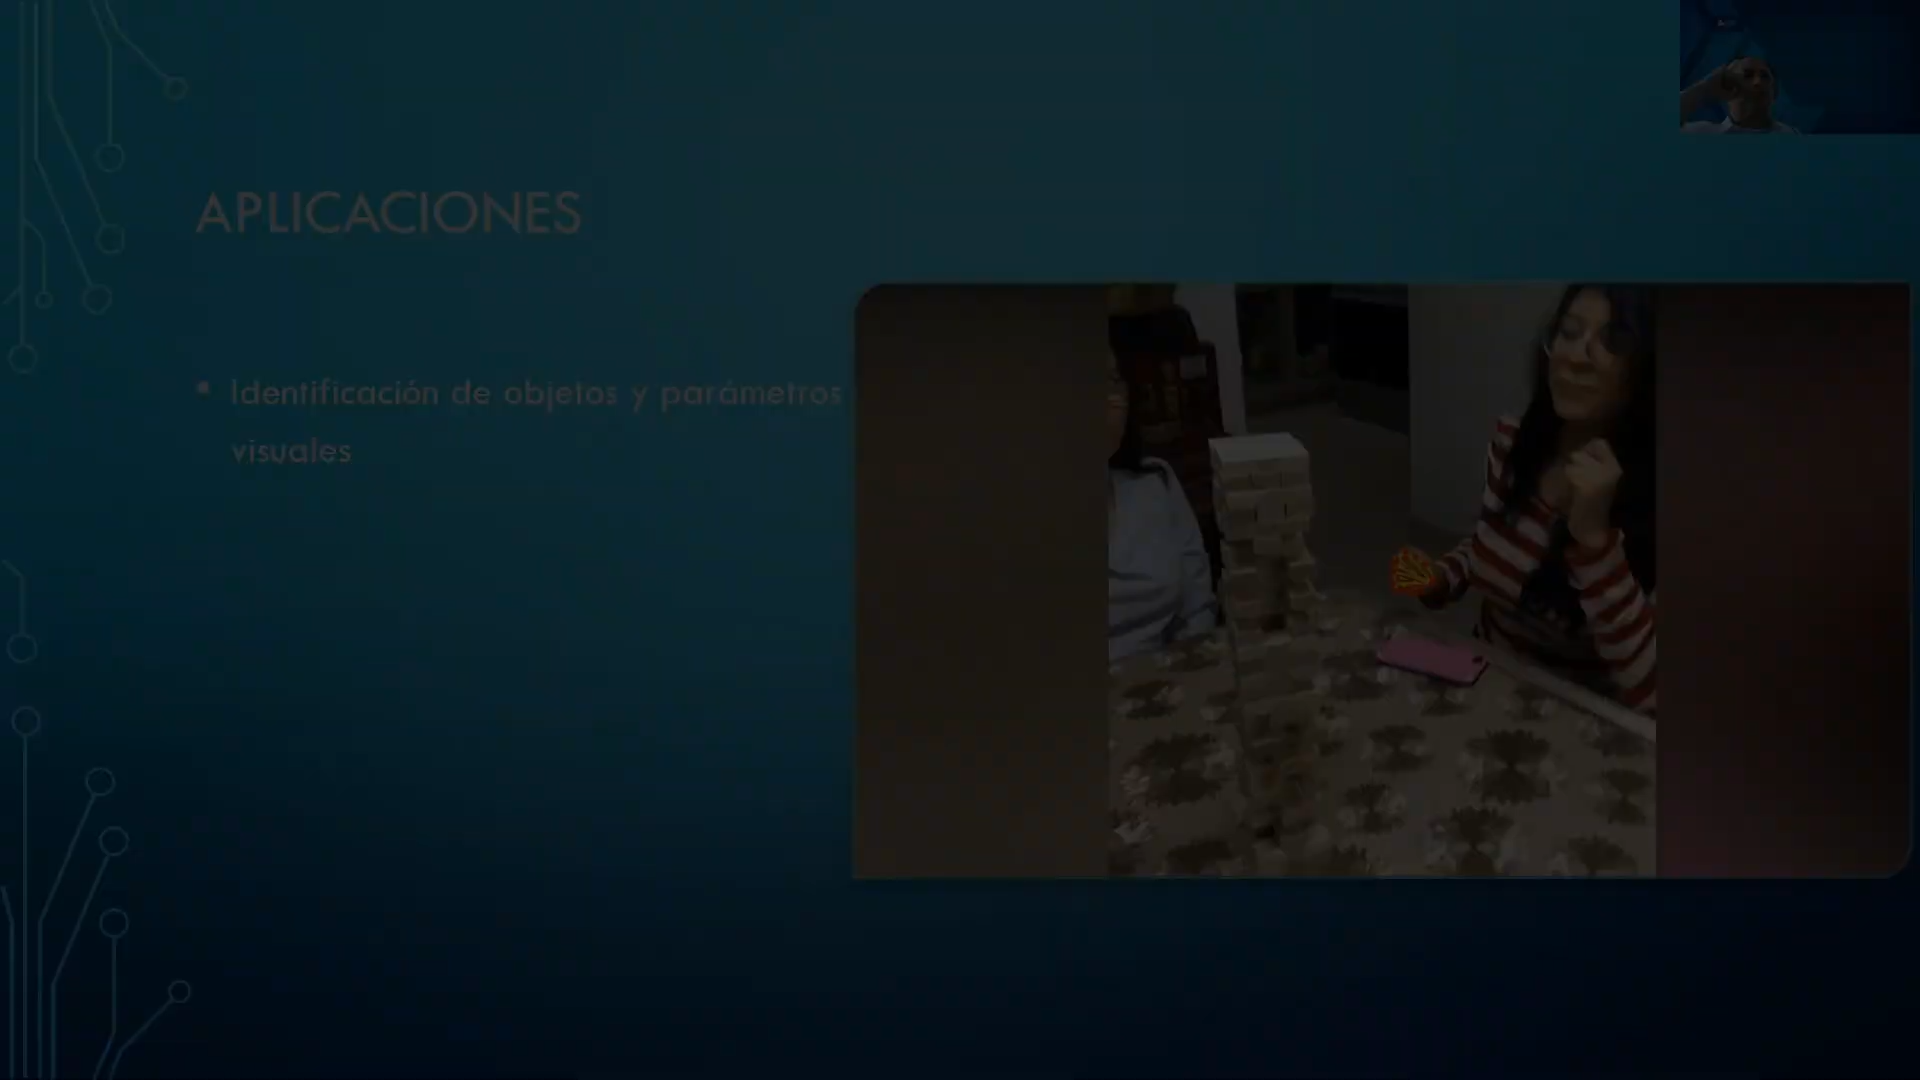 APLICACIONES
• Identificación de objetos y parámetros
visuales